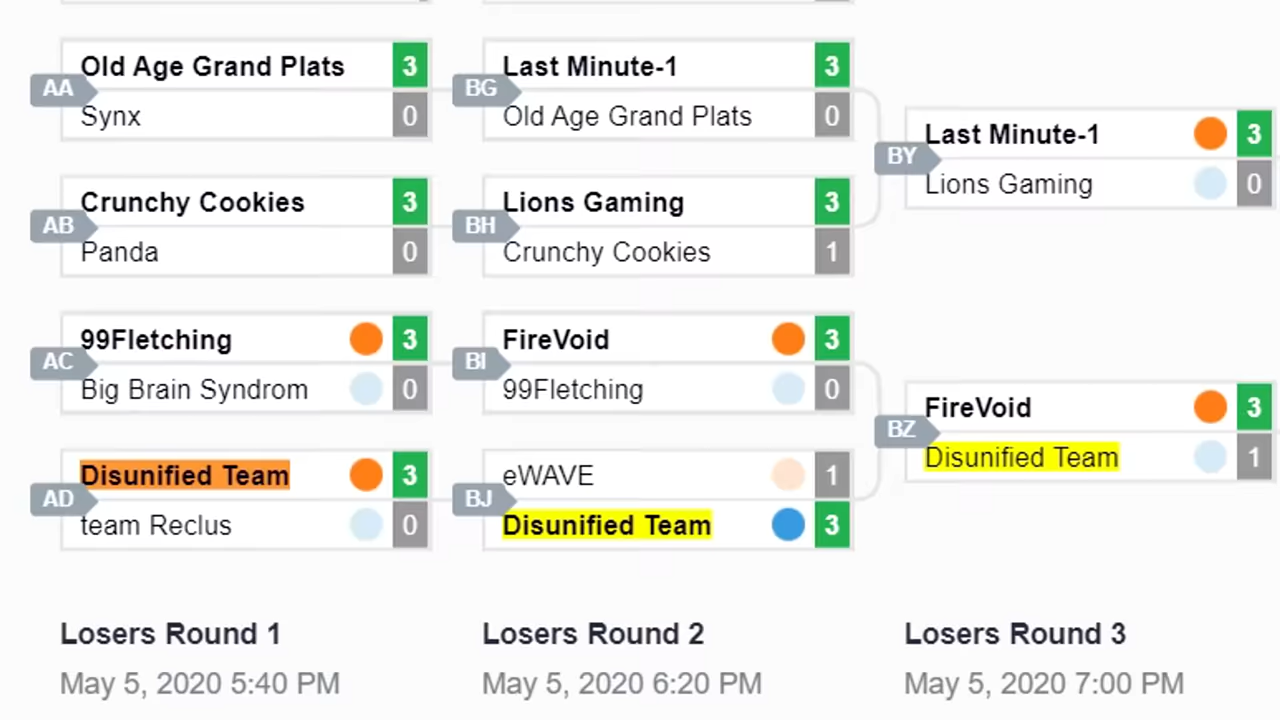 AA
Old Age Grand Plats 3
Synx 0
AB
Crunchy Cookies 3
Panda 0
AC
99Fletching 3
Big Brain Syndrom 0
AD
Disunified Team 3
team Reclus 0
Losers Round 1
May 5, 2020 5:40 PM
BG
Last Minute-1 3
Old Age Grand Plats 0
BH
Lions Gaming 3
Crunchy Cookies 1
BI
FireVoid 3
99Fletching 0
BJ
eWAVE 1
Disunified Team 3
Losers Round 2
May 5, 2020 6:20 PM
BY
Last Minute-1 3
Lions Gaming 0
BZ
FireVoid 3
Disunified Team 1
Losers Round 3
May 5, 2020 7:00 PM